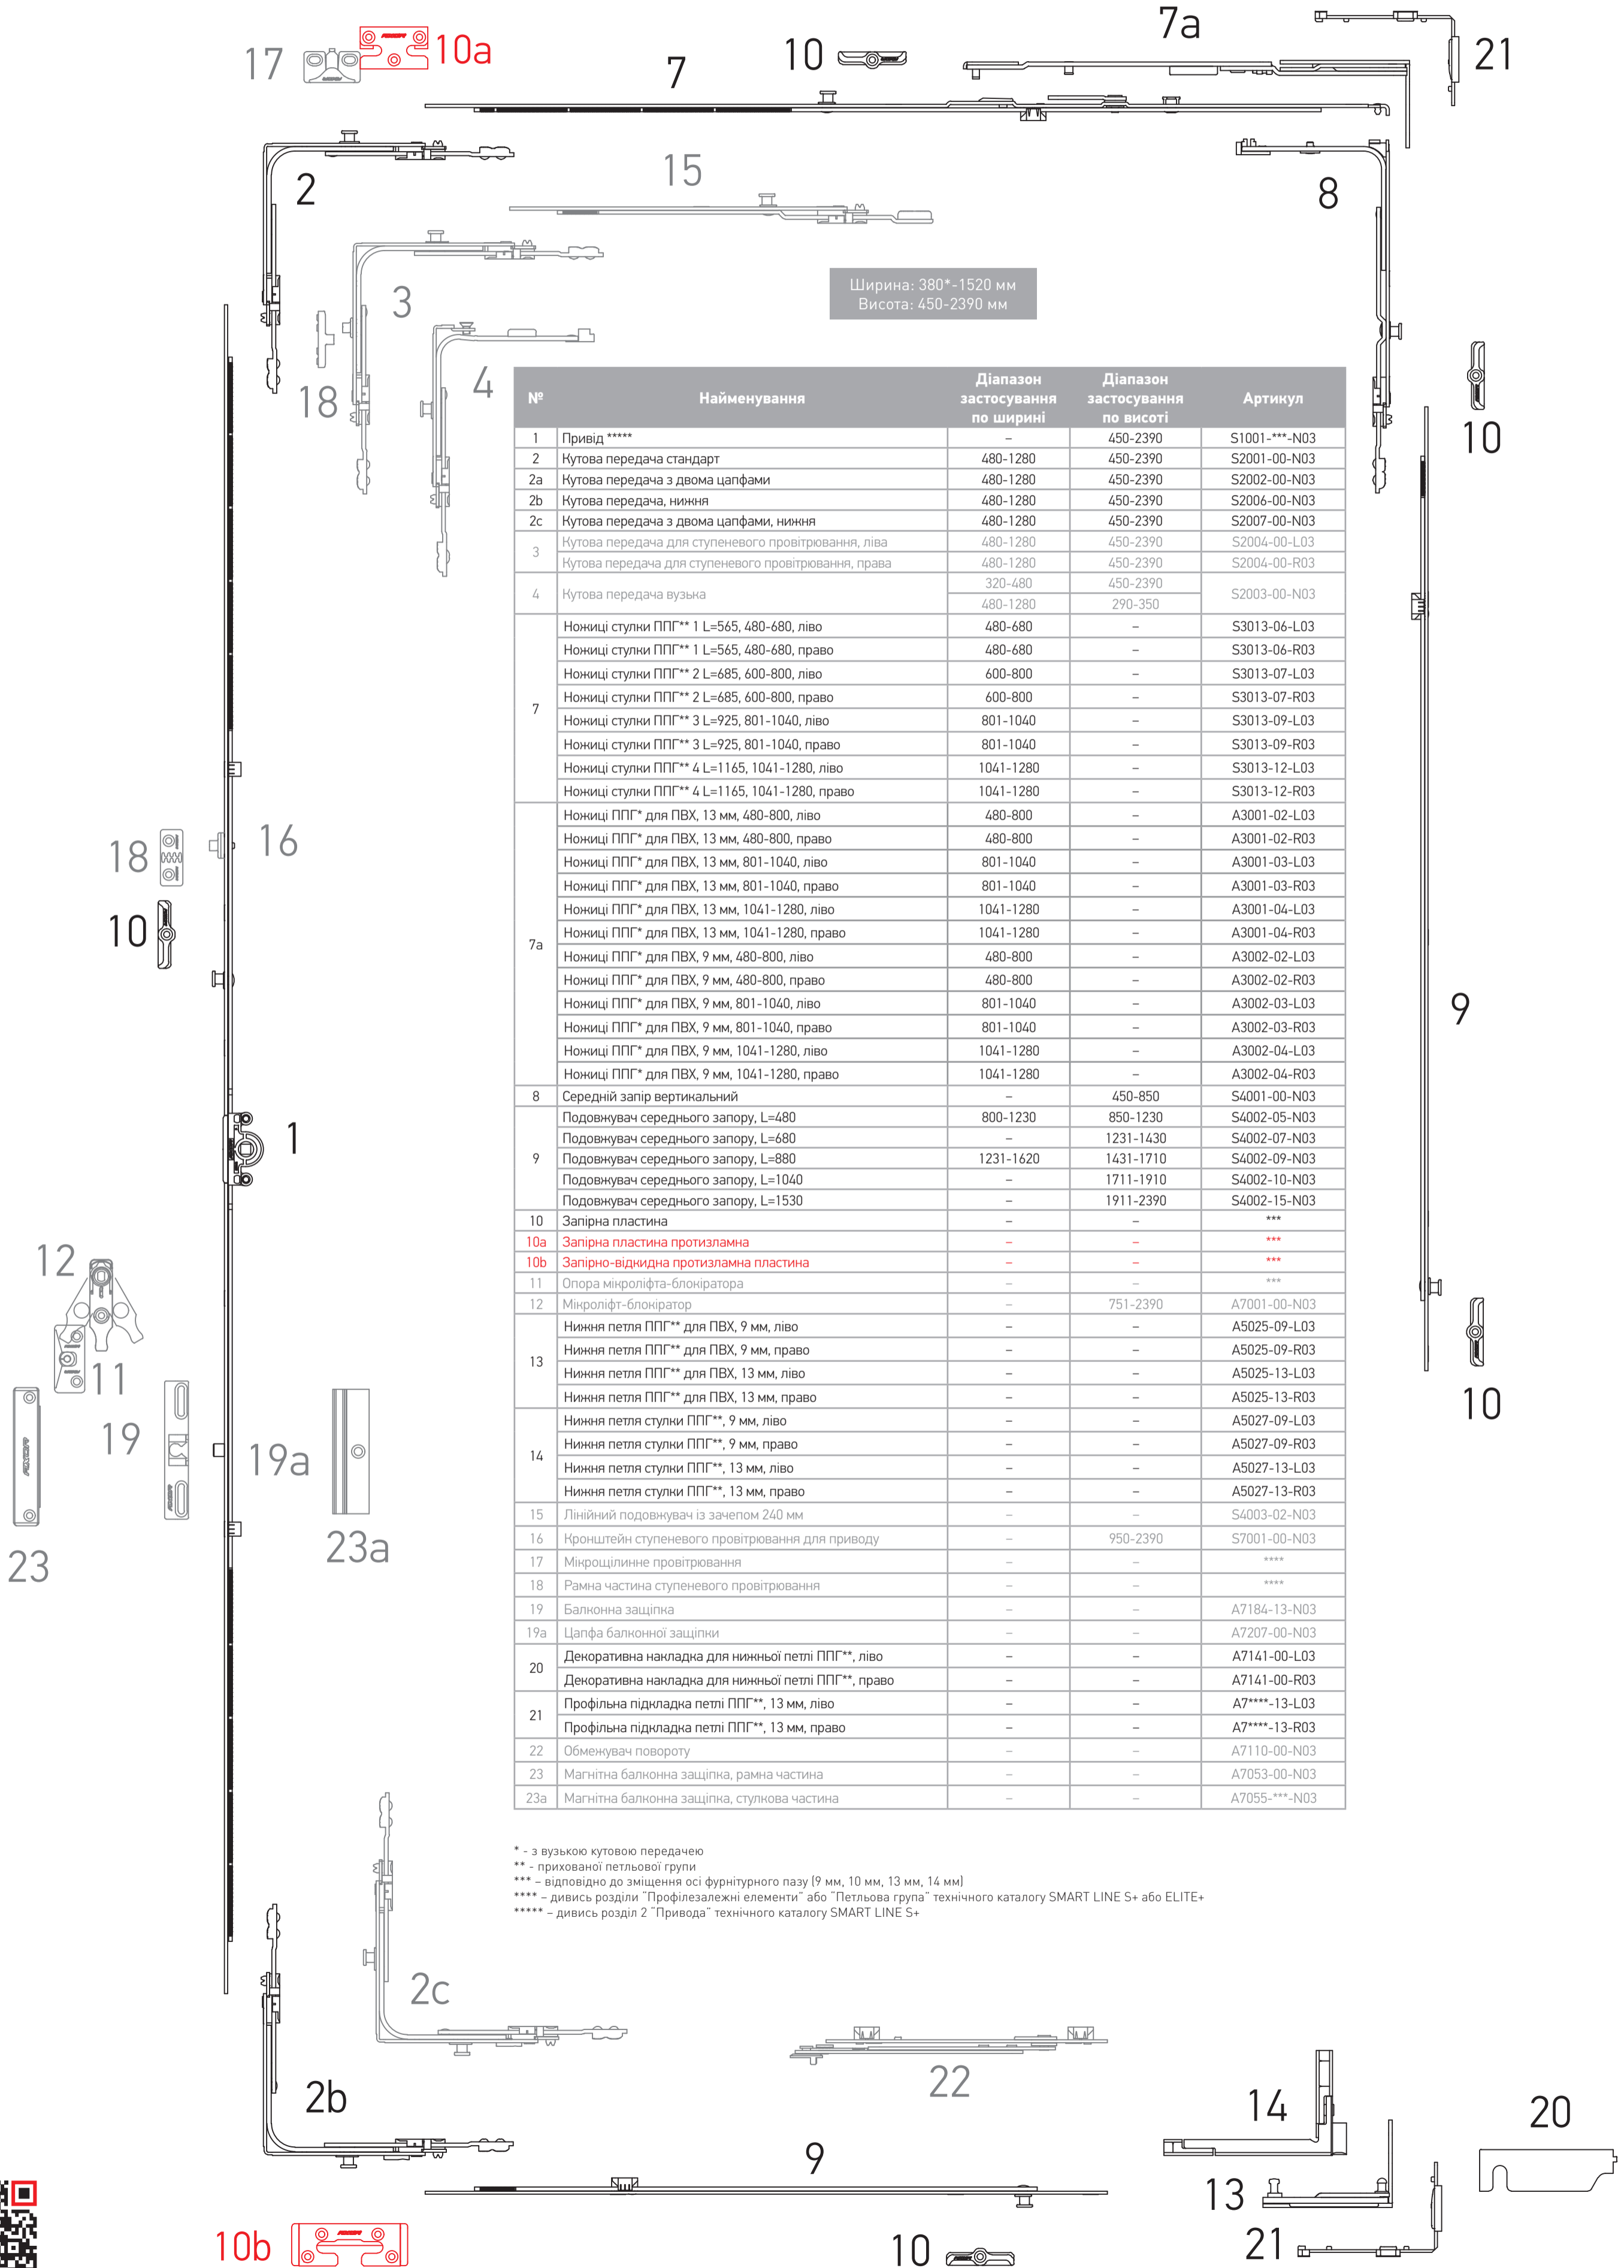 7a
10
21
10a
17
7
2
15
8
3
Ширина: 380*-1520 мм
Висота: 450-2390 мм
18
4
10
№ Найменування Діапазон застосування по ширині Діапазон застосування по висоті Артикул
1 Привід ***** – 450-2390 S1001-***-N03
2 Кутова передача стандарт 480-1280 450-2390 S2001-00-N03
2a Кутова передача з двома цапфами 480-1280 450-2390 S2002-00-N03
2b Кутова передача, нижня 480-1280 450-2390 S2006-00-N03
2c Кутова передача з двома цапфами, нижня 480-1280 450-2390 S2007-00-N03
3 Кутова передача для ступеневого провітрювання, ліва 480-1280 450-2390 S2004-00-L03
Кутова передача для ступеневого провітрювання, права 480-1280 450-2390 S2004-00-R03
4 Кутова передача вузька 320-480 450-2390 S2003-00-N03
480-1280 290-350
7 Ножиці стулки ППГ** 1 L=565, 480-680, ліво 480-680 – S3013-06-L03
Ножиці стулки ППГ** 1 L=565, 480-680, право 480-680 – S3013-06-R03
Ножиці стулки ППГ** 2 L=685, 600-800, ліво 600-800 – S3013-07-L03
Ножиці стулки ППГ** 2 L=685, 600-800, право 600-800 – S3013-07-R03
Ножиці стулки ППГ** 3 L=925, 801-1040, ліво 801-1040 – S3013-09-L03
Ножиці стулки ППГ** 3 L=925, 801-1040, право 801-1040 – S3013-09-R03
Ножиці стулки ППГ** 4 L=1165, 1041-1280, ліво 1041-1280 – S3013-12-L03
Ножиці стулки ППГ** 4 L=1165, 1041-1280, право 1041-1280 – S3013-12-R03
7a Ножиці ППГ* для ПВХ, 13 мм, 480-800, ліво 480-800 – A3001-02-L03
Ножиці ППГ* для ПВХ, 13 мм, 480-800, право 480-800 – A3001-02-R03
Ножиці ППГ* для ПВХ, 13 мм, 801-1040, ліво 801-1040 – A3001-03-L03
Ножиці ППГ* для ПВХ, 13 мм, 801-1040, право 801-1040 – A3001-03-R03
Ножиці ППГ* для ПВХ, 13 мм, 1041-1280, ліво 1041-1280 – A3001-04-L03
Ножиці ППГ* для ПВХ, 13 мм, 1041-1280, право 1041-1280 – A3001-04-R03
Ножиці ППГ* для ПВХ, 9 мм, 480-800, ліво 480-800 – A3002-02-L03
Ножиці ППГ* для ПВХ, 9 мм, 480-800, право 480-800 – A3002-02-R03
Ножиці ППГ* для ПВХ, 9 мм, 801-1040, ліво 801-1040 – A3002-03-L03
Ножиці ППГ* для ПВХ, 9 мм, 801-1040, право 801-1040 – A3002-03-R03
Ножиці ППГ* для ПВХ, 9 мм, 1041-1280, ліво 1041-1280 – A3002-04-L03
Ножиці ППГ* для ПВХ, 9 мм, 1041-1280, право 1041-1280 – A3002-04-R03
8 Середній запір вертикальний – 450-850 S4001-00-N03
9 Подовжувач середнього запору, L=480 800-1230 850-1230 S4002-05-N03
Подовжувач середнього запору, L=680 – 1231-1430 S4002-07-N03
Подовжувач середнього запору, L=880 1231-1620 1431-1710 S4002-09-N03
Подовжувач середнього запору, L=1040 – 1711-1910 S4002-10-N03
Подовжувач середнього запору, L=1530 – 1911-2390 S4002-15-N03
10 Запірна пластина – – ***
10a Запірна пластина протизламна – – ***
10b Запірно-відкидна протизламна пластина – – ***
11 Опора мікроліфта-блокіратора – – ***
12 Мікроліфт-блокіратор – 751-2390 A7001-00-N03
13 Нижня петля ППГ** для ПВХ, 9 мм, ліво – – A5025-09-L03
Нижня петля ППГ** для ПВХ, 9 мм, право – – A5025-09-R03
Нижня петля ППГ** для ПВХ, 13 мм, ліво – – A5025-13-L03
Нижня петля ППГ** для ПВХ, 13 мм, право – – A5025-13-R03
14 Нижня петля стулки ППГ**, 9 мм, ліво – – A5027-09-L03
Нижня петля стулки ППГ**, 9 мм, право – – A5027-09-R03
Нижня петля стулки ППГ**, 13 мм, ліво – – A5027-13-L03
Нижня петля стулки ППГ**, 13 мм, право – – A5027-13-R03
15 Лінійний подовжувач із зачепом 240 мм – – S4003-02-N03
16 Кронштейн ступеневого провітрювання для приводу – 950-2390 S7001-00-N03
17 Мікрощілинне провітрювання – – ****
18 Рамна частина ступеневого провітрювання – – ****
19 Балконна защіпка – – A7184-13-N03
19a Цапфа балконної защіпки – – A7207-00-N03
20 Декоративна накладка для нижньої петлі ППГ**, ліво – – A7141-00-L03
Декоративна накладка для нижньої петлі ППГ**, право – – A7141-00-R03
21 Профільна підкладка петлі ППГ**, 13 мм, ліво – – A7****-13-L03
Профільна підкладка петлі ППГ**, 13 мм, право – – A7****-13-R03
22 Обмежувач повороту – – A7110-00-N03
23 Магнітна балконна защіпка, рамна частина – – A7053-00-N03
23a Магнітна балконна защіпка, стулкова частина – – A7055-***-N03
18
16
10
9
1
12
11
19
19a
23
23a
10
* - з вузькою кутовою передачею
** - прихованої петльової групи
*** – відповідно до зміщення осі фурнітурного пазу (9 мм, 10 мм, 13 мм, 14 мм)
**** – дивись розділи “Профілезалежні елементи” або “Петльова група” технічного каталогу SMART LINE S+ або ELITE+
***** – дивись розділ 2 “Привода” технічного каталогу SMART LINE S+
2c
22
2b
14
20
9
13
10b
10
21